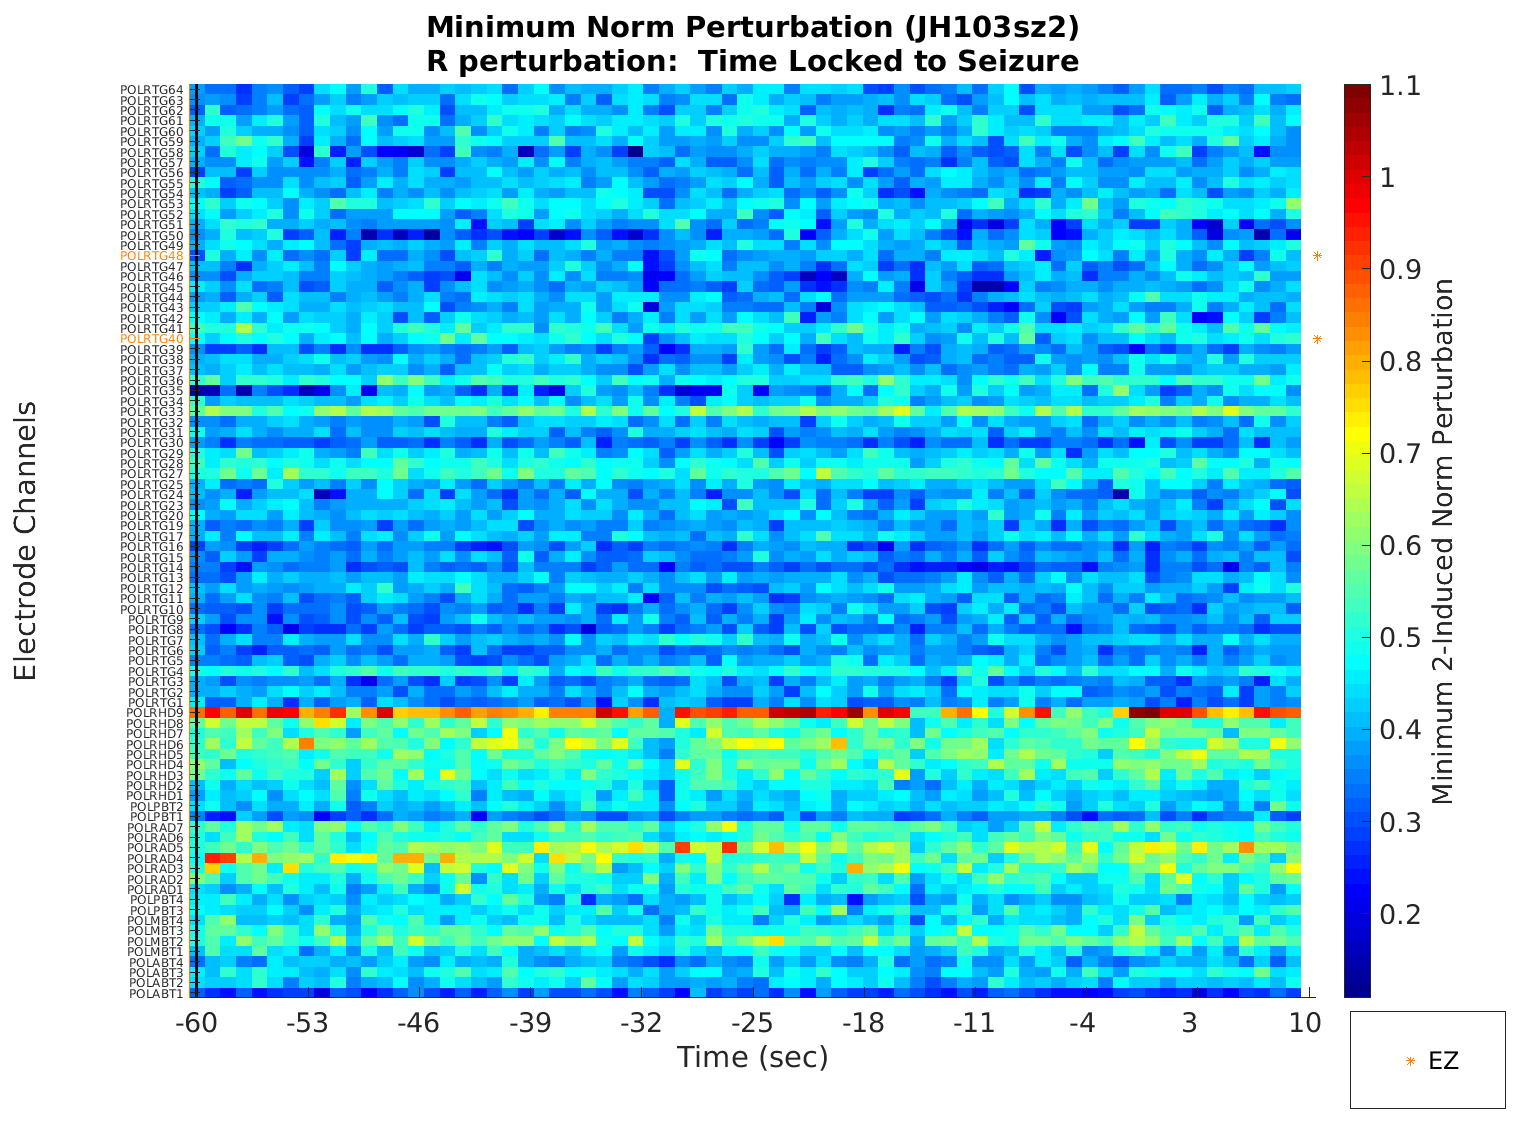 Minimum Norm Perturbation (JH103sz2)
R perturbation:  Time Locked to Seizure
Electrode Channels
POLRTG64
POLRTG63
POLRTG62
POLRTG61
POLRTG60
POLRTG59
POLRTG58
POLRTG57
POLRTG56
POLRTG55
POLRTG54
POLRTG53
POLRTG52
POLRTG51
POLRTG50
POLRTG49
POLRTG48
POLRTG47
POLRTG46
POLRTG45
POLRTG44
POLRTG43
POLRTG42
POLRTG41
POLRTG40
POLRTG39
POLRTG38
POLRTG37
POLRTG36
POLRTG35
POLRTG34
POLRTG33
POLRTG32
POLRTG31
POLRTG30
POLRTG29
POLRTG28
POLRTG27
POLRTG25
POLRTG24
POLRTG23
POLRTG20
POLRTG19
POLRTG17
POLRTG16
POLRTG15
POLRTG14
POLRTG13
POLRTG12
POLRTG11
POLRTG10
POLRTG9
POLRTG8
POLRTG7
POLRTG6
POLRTG5
POLRTG4
POLRTG3
POLRTG2
POLRTG1
POLRHD9
POLRHD8
POLRHD7
POLRHD6
POLRHD5
POLRHD4
POLRHD3
POLRHD2
POLRHD1
POLPBT2
POLPBT1
POLRAD7
POLRAD6
POLRAD5
POLRAD4
POLRAD3
POLRAD2
POLRAD1
POLPBT4
POLPBT3
POLMBT4
POLMBT3
POLMBT2
POLMBT1
POLABT4
POLABT3
POLABT2
POLABT1
-60 -53 -46 -39 -32 -25 -18 -11 -4 3 10
Time (sec)
1.1
1
0.9
0.8
0.7
0.6
0.5
0.4
0.3
0.2
Minimum 2-Induced Norm Perturbation
EZ